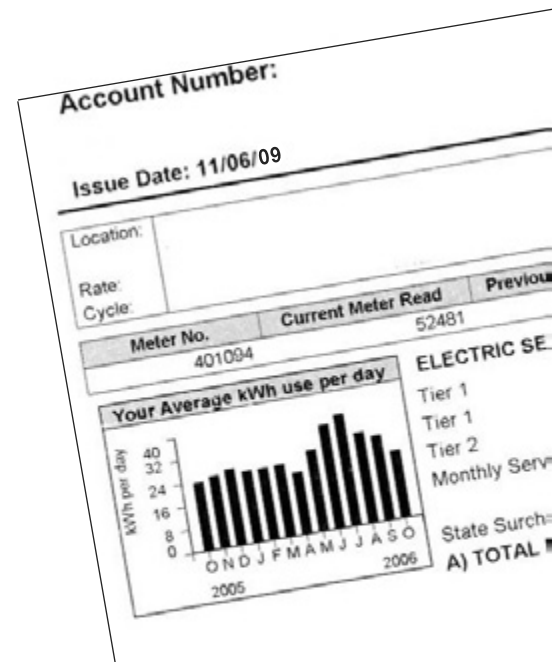 Account Number:
Issue Date: 11/06/09
Location:
Rate:
Cycle:
Meter No. Current Meter Read Previou
401094 52481
Your Average kWh use per day
kWh per day
40
32
24
16
8
0
O N D J F M A M J J A S O
2005 2006
ELECTRIC SE
Tier 1
Tier 1
Tier 2
Monthly Serv
State Surch
A) TOTAL